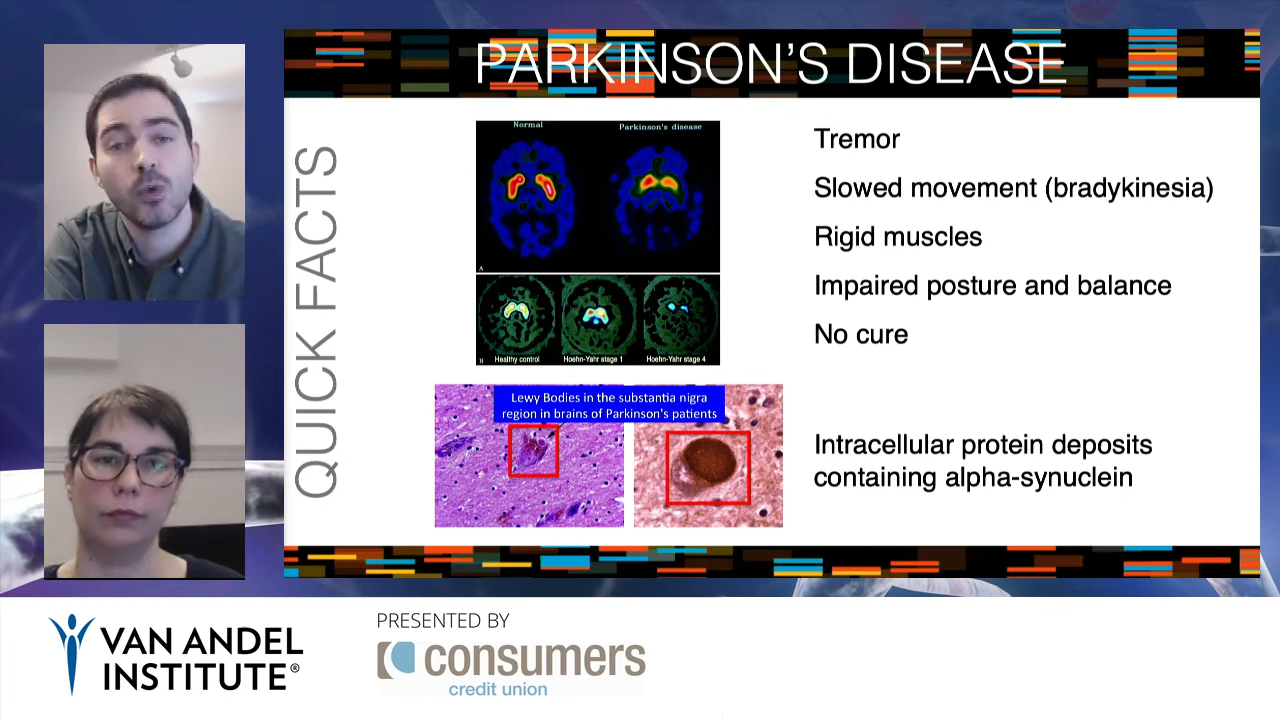 PARKINSON'S DISEASE
QUICK FACTS
Normal
Parkinson's disease
A
B
Healthy control
Hoehn-Yahr stage 1
Hoehn-Yahr stage 4
Lewy Bodies in the substantia nigra
region in brains of Parkinson's patients
Tremor
Slowed movement (bradykinesia)
Rigid muscles
Impaired posture and balance
No cure
Intracellular protein deposits
containing alpha-synuclein
VAN ANDEL
INSTITUTE®
PRESENTED BY
consumers
credit union